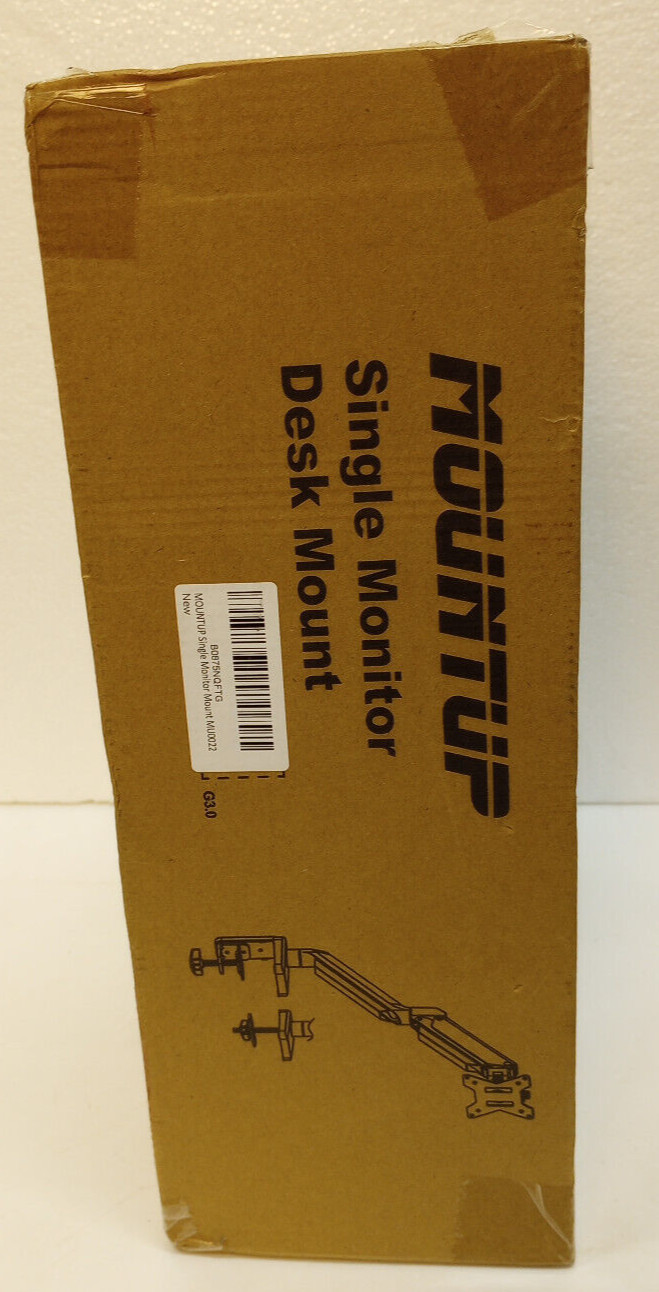 MOUNTUP
Single Monitor
Desk Mount
B0875NQFTG
MOUNTUP Single Monitor Mount MU0022
New
G3.0